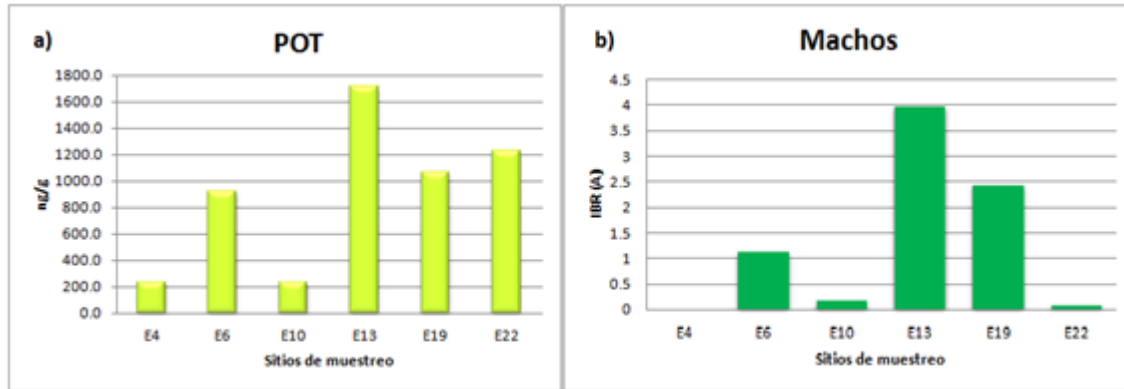 a)
POT
1800.0
1600.0
1400.0
1200.0
1000.0
800.0
600.0
400.0
200.0
0.0
ng/g
E4 E6 E10 E13 E19 E22
Sitios de muestreo
b)
Machos
4.5
4
3.5
3
2.5
2
1.5
1
0.5
0
IBR (A)
E4 E6 E10 E13 E19 E22
Sitios de muestreo